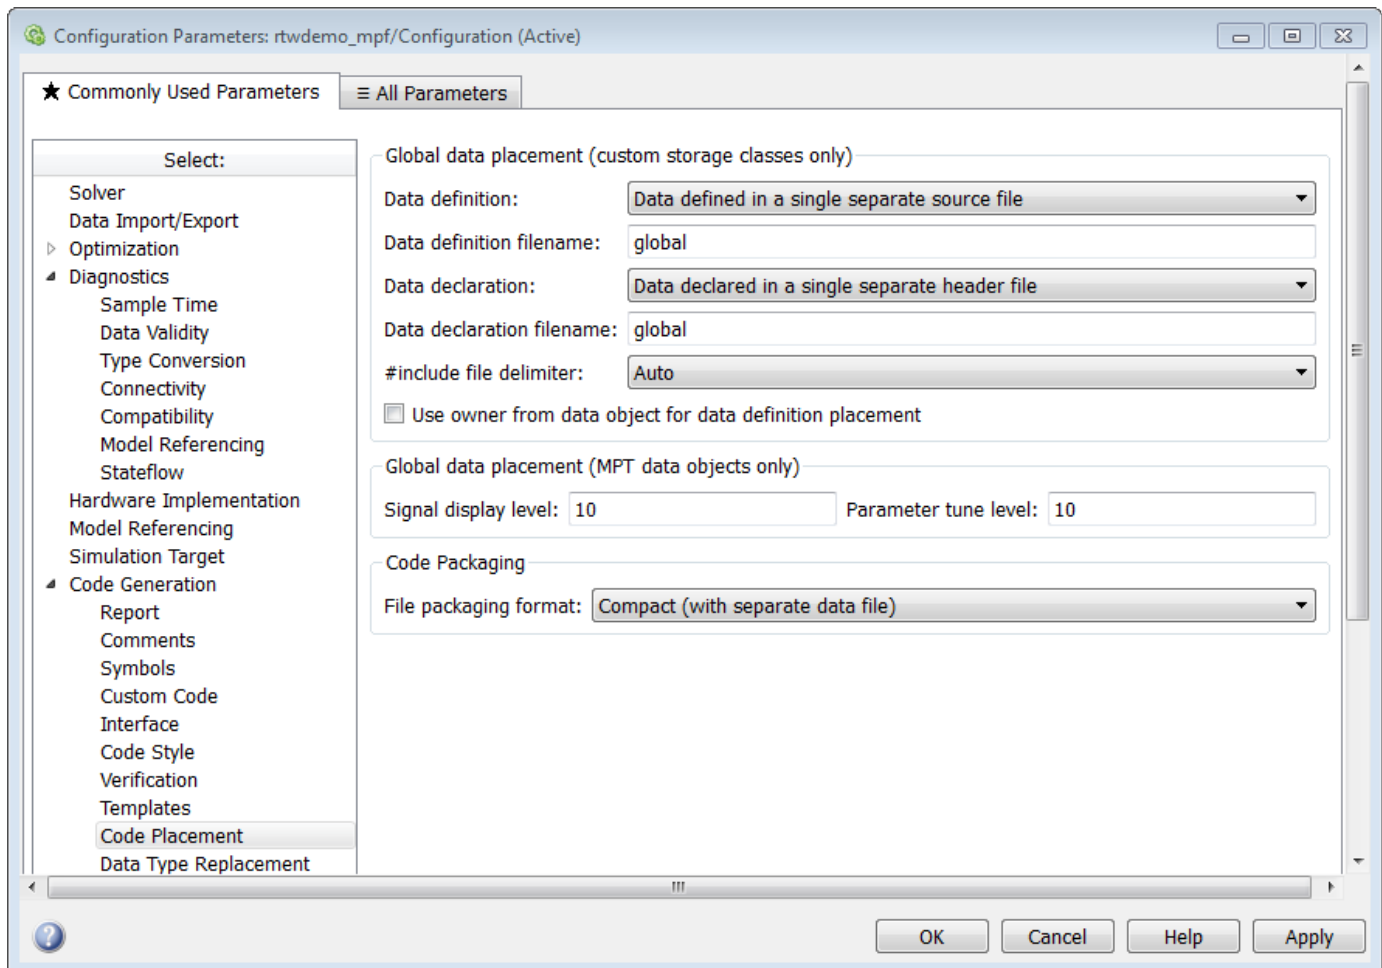 Configuration Parameters: rtwdemo_mpf/Configuration (Active)
★ Commonly Used Parameters
≡ All Parameters
Select:
Solver
Data Import/Export
Optimization
Diagnostics
Sample Time
Data Validity
Type Conversion
Connectivity
Compatibility
Model Referencing
Stateflow
Hardware Implementation
Model Referencing
Simulation Target
Code Generation
Report
Comments
Symbols
Custom Code
Interface
Code Style
Verification
Templates
Code Placement
Data Type Replacement
Global data placement (custom storage classes only)
Data definition: Data defined in a single separate source file
Data definition filename: global
Data declaration: Data declared in a single separate header file
Data declaration filename: global
#include file delimiter: Auto
Use owner from data object for data definition placement
Global data placement (MPT data objects only)
Signal display level: 10 Parameter tune level: 10
Code Packaging
File packaging format: Compact (with separate data file)
? OK Cancel Help Apply